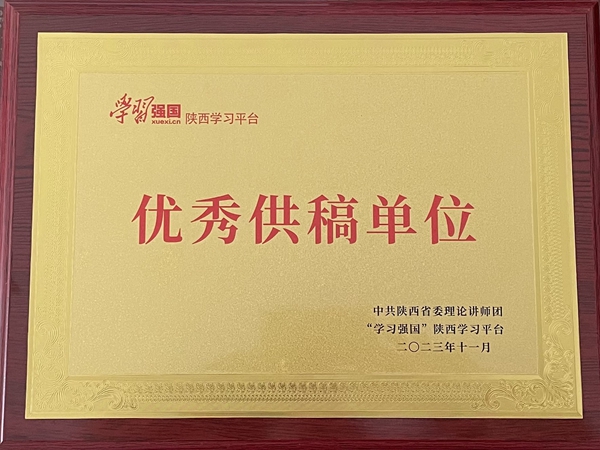 學習强国 陕西学习平台
xuexi.cn
优秀供稿单位
中共陕西省委理论讲师团
“学习强国”陕西学习平台
二〇二三年十一月